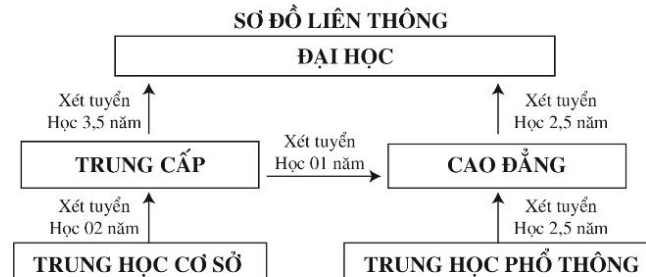 SƠ ĐỒ LIÊN THÔNG
ĐẠI HỌC
Xét tuyển
Học 3,5 năm
Xét tuyển
Học 2,5 năm
TRUNG CẤP
Xét tuyển
Học 01 năm
CAO ĐẲNG
Xét tuyển
Học 02 năm
Xét tuyển
Học 2,5 năm
TRUNG HỌC CƠ SỞ
TRUNG HỌC PHỔ THÔNG